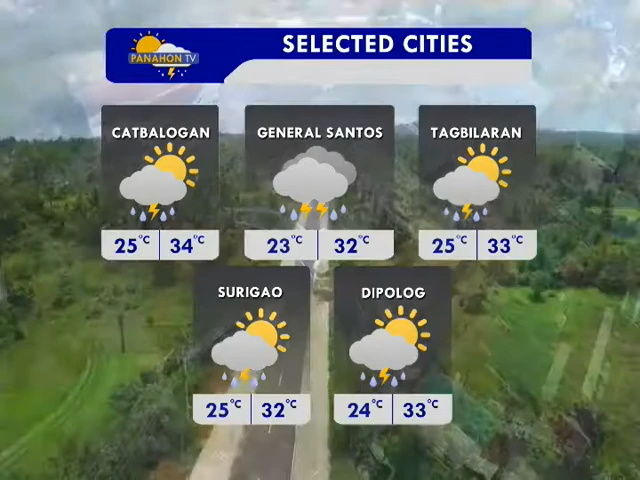 PANAHON TV
SELECTED CITIES
CATBALOGAN
25°C 34°C
GENERAL SANTOS
23°C 32°C
TAGBILARAN
25°C 33°C
SURIGAO
25°C 32°C
DIPOLOG
24°C 33°C